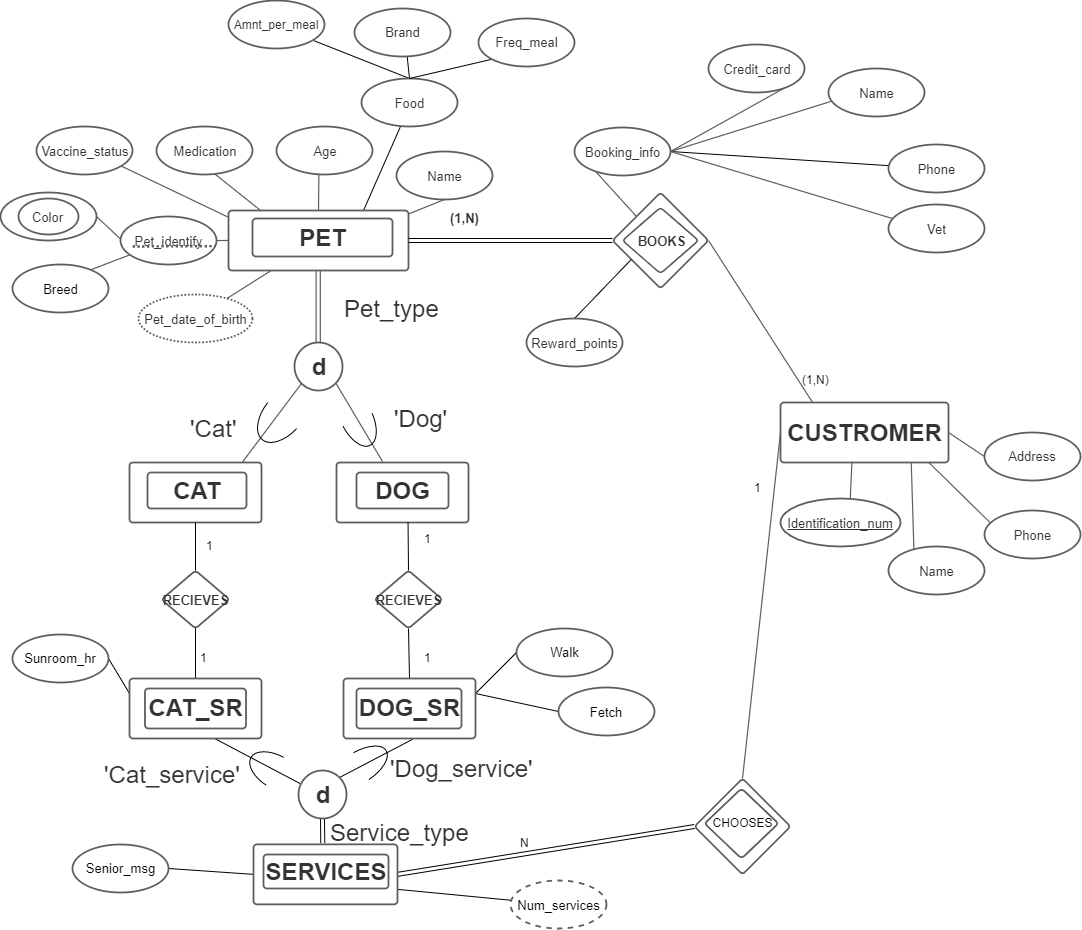 Amnt_per_meal
Brand
Freq_meal
Credit_card
Name
Food
Vaccine_status
Medication
Age
Booking_info
Name
Phone
Color
Pet_identify
PET
(1,N)
BOOKS
Vet
Breed
Pet_date_of_birth
Pet_type
Reward_points
d
(1,N)
'Cat'
'Dog'
CUSTROMER
Address
CAT
DOG
1
Identification_num
Phone
1
1
Name
RECIEVES
RECIEVES
Sunroom_hr
1
1
Walk
CAT_SR
DOG_SR
Fetch
'Cat_service'
'Dog_service'
d
Service_type
CHOOSES
N
Senior_msg
SERVICES
Num_services